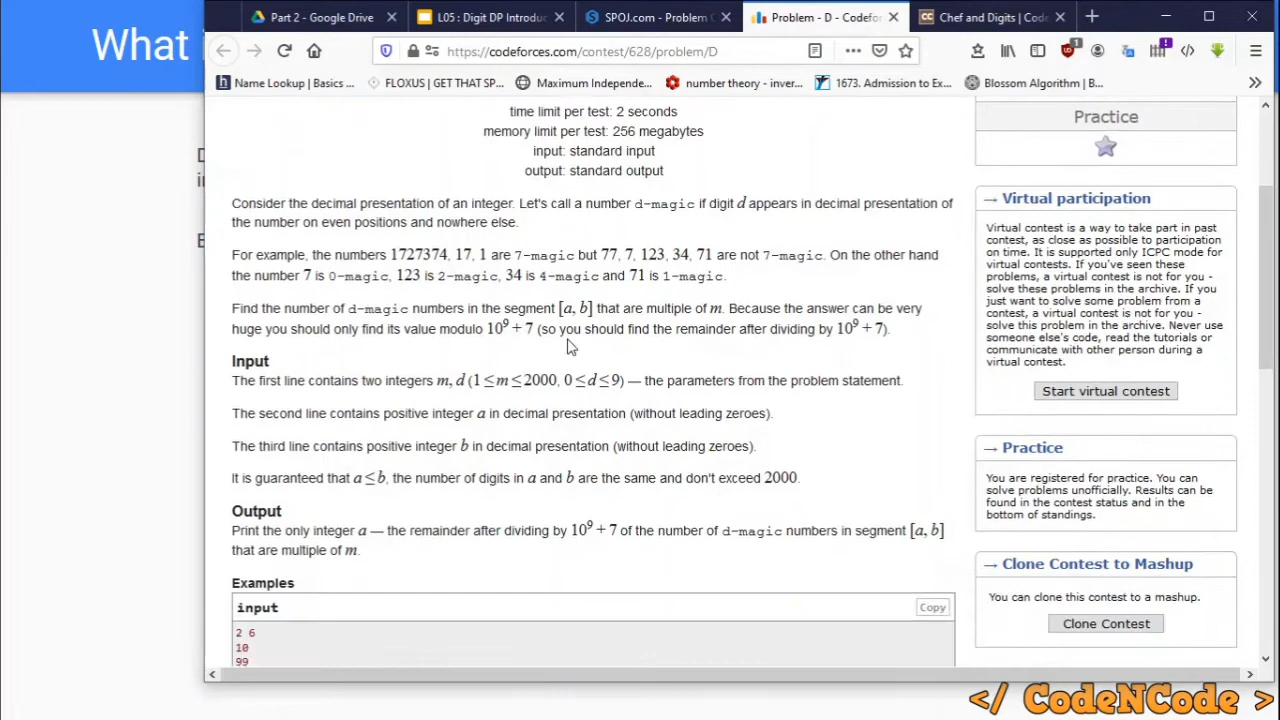 What
Part 2 - Google Drive
L05 : Digit DP Introduc
SPOJ.com - Problem C
Problem - D - Codefor
Chef and Digits | Cod
https://codeforces.com/contest/628/problem/D
Name Lookup | Basics ...
FLOXUS | GET THAT SP...
Maximum Independe...
number theory - inver...
1673. Admission to Ex...
Blossom Algorithm | B...
time limit per test: 2 seconds
memory limit per test: 256 megabytes
input: standard input
output: standard output
Consider the decimal presentation of an integer. Let's call a number d-magic if digit d appears in decimal presentation of
the number on even positions and nowhere else.
For example, the numbers 1727374, 17, 1 are 7-magic but 77, 7, 123, 34, 71 are not 7-magic. On the other hand
the number 7 is 0-magic, 123 is 2-magic, 34 is 4-magic and 71 is 1-magic.
Find the number of d-magic numbers in the segment [a, b] that are multiple of m. Because the answer can be very
huge you should only find its value modulo 10⁹ + 7 (so you should find the remainder after dividing by 10⁹ + 7).
Input
The first line contains two integers m, d (1 ≤ m ≤ 2000, 0 ≤ d ≤ 9) — the parameters from the problem statement.
The second line contains positive integer a in decimal presentation (without leading zeroes).
The third line contains positive integer b in decimal presentation (without leading zeroes).
It is guaranteed that a ≤ b, the number of digits in a and b are the same and don't exceed 2000.
Output
Print the only integer a — the remainder after dividing by 10⁹ + 7 of the number of d-magic numbers in segment [a, b]
that are multiple of m.
Examples
input
Copy
2 6
10
99
Practice
→ Virtual participation
Virtual contest is a way to take part in past
contest, as close as possible to participation
on time. It is supported only ICPC mode for
virtual contests. If you've seen these
problems, a virtual contest is not for you -
solve these problems in the archive. If you
just want to solve some problem from a
contest, a virtual contest is not for you -
solve this problem in the archive. Never use
someone else's code, read the tutorials or
communicate with other person during a
virtual contest.
Start virtual contest
→ Practice
You are registered for practice. You can
solve problems unofficially. Results can be
found in the contest status and in the
bottom of standings.
→ Clone Contest to Mashup
You can clone this contest to a mashup.
Clone Contest
</ CodeNCode >